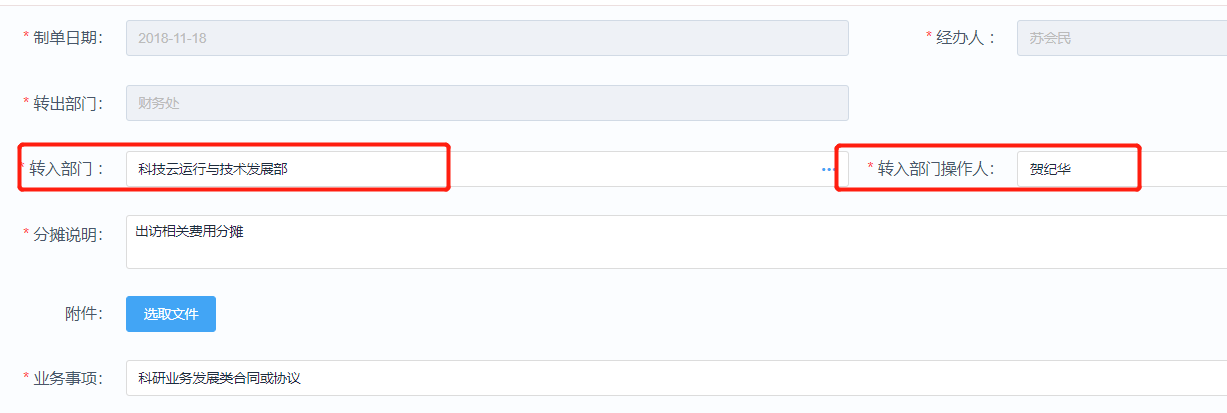 * 制单日期： 2018-11-18 * 经办人： 苏会民
* 转出部门： 财务处
* 转入部门： 科技云运行与技术发展部 ... * 转入部门操作人： 贺纪华
* 分摊说明： 出访相关费用分摊
附件： 选取文件
* 业务事项： 科研业务发展类合同或协议